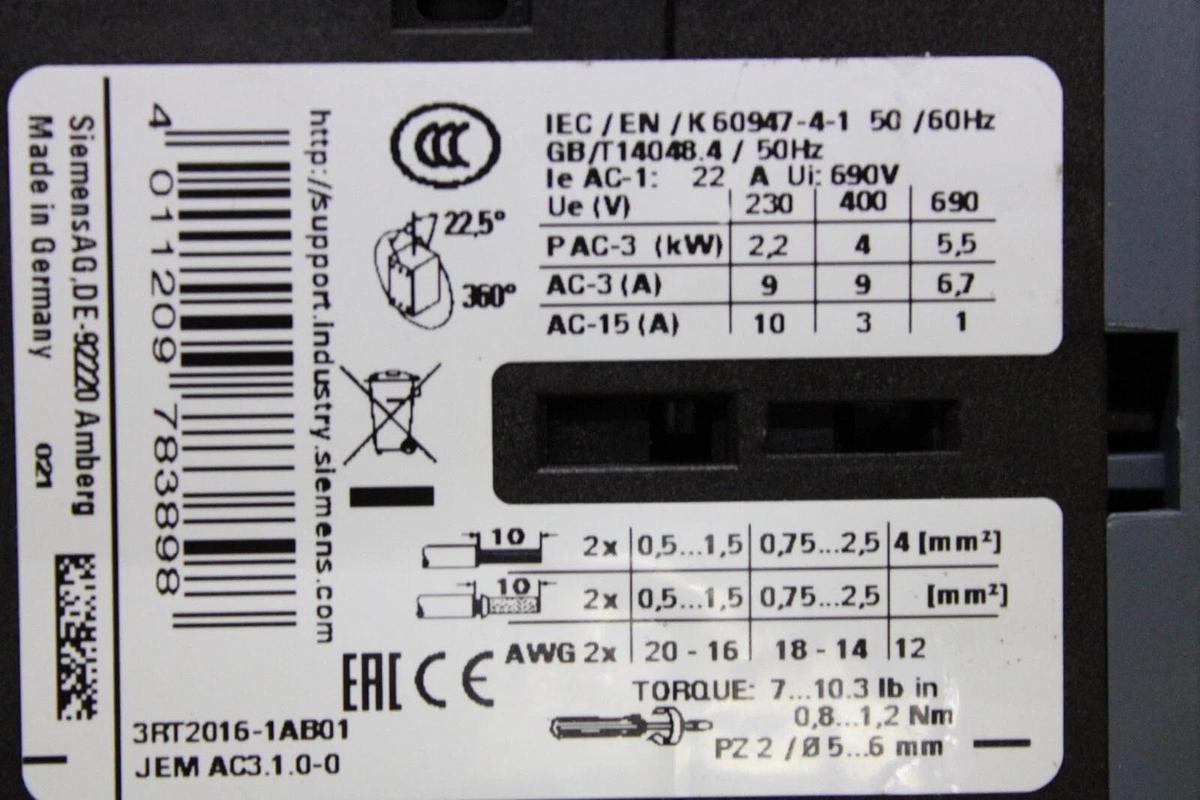 SiemensAG,DE-92220 Amberg
Made in Germany 021
4 011209 783898
http://support.industry.siemens.com
CCC
22.5°
360°
IEC/EN/K60947-4-1 50/60Hz
GB/T14048.4 / 50Hz
Ie AC-1: 22 A Ui: 690V
Ue (V) 230 400 690
P AC-3 (kW) 2,2 4 5,5
AC-3 (A) 9 9 6,7
AC-15 (A) 10 3 1
10 2x 0,5...1,5 0,75...2,5 4 [mm²]
10 2x 0,5...1,5 0,75...2,5 [mm²]
AWG 2x 20 - 16 18 - 14 12
EAC CE
TORQUE: 7...10.3 lb in
0,8...1,2 Nm
PZ 2 / Ø 5...6 mm
3RT2016-1AB01
JEM AC3.1.0-0